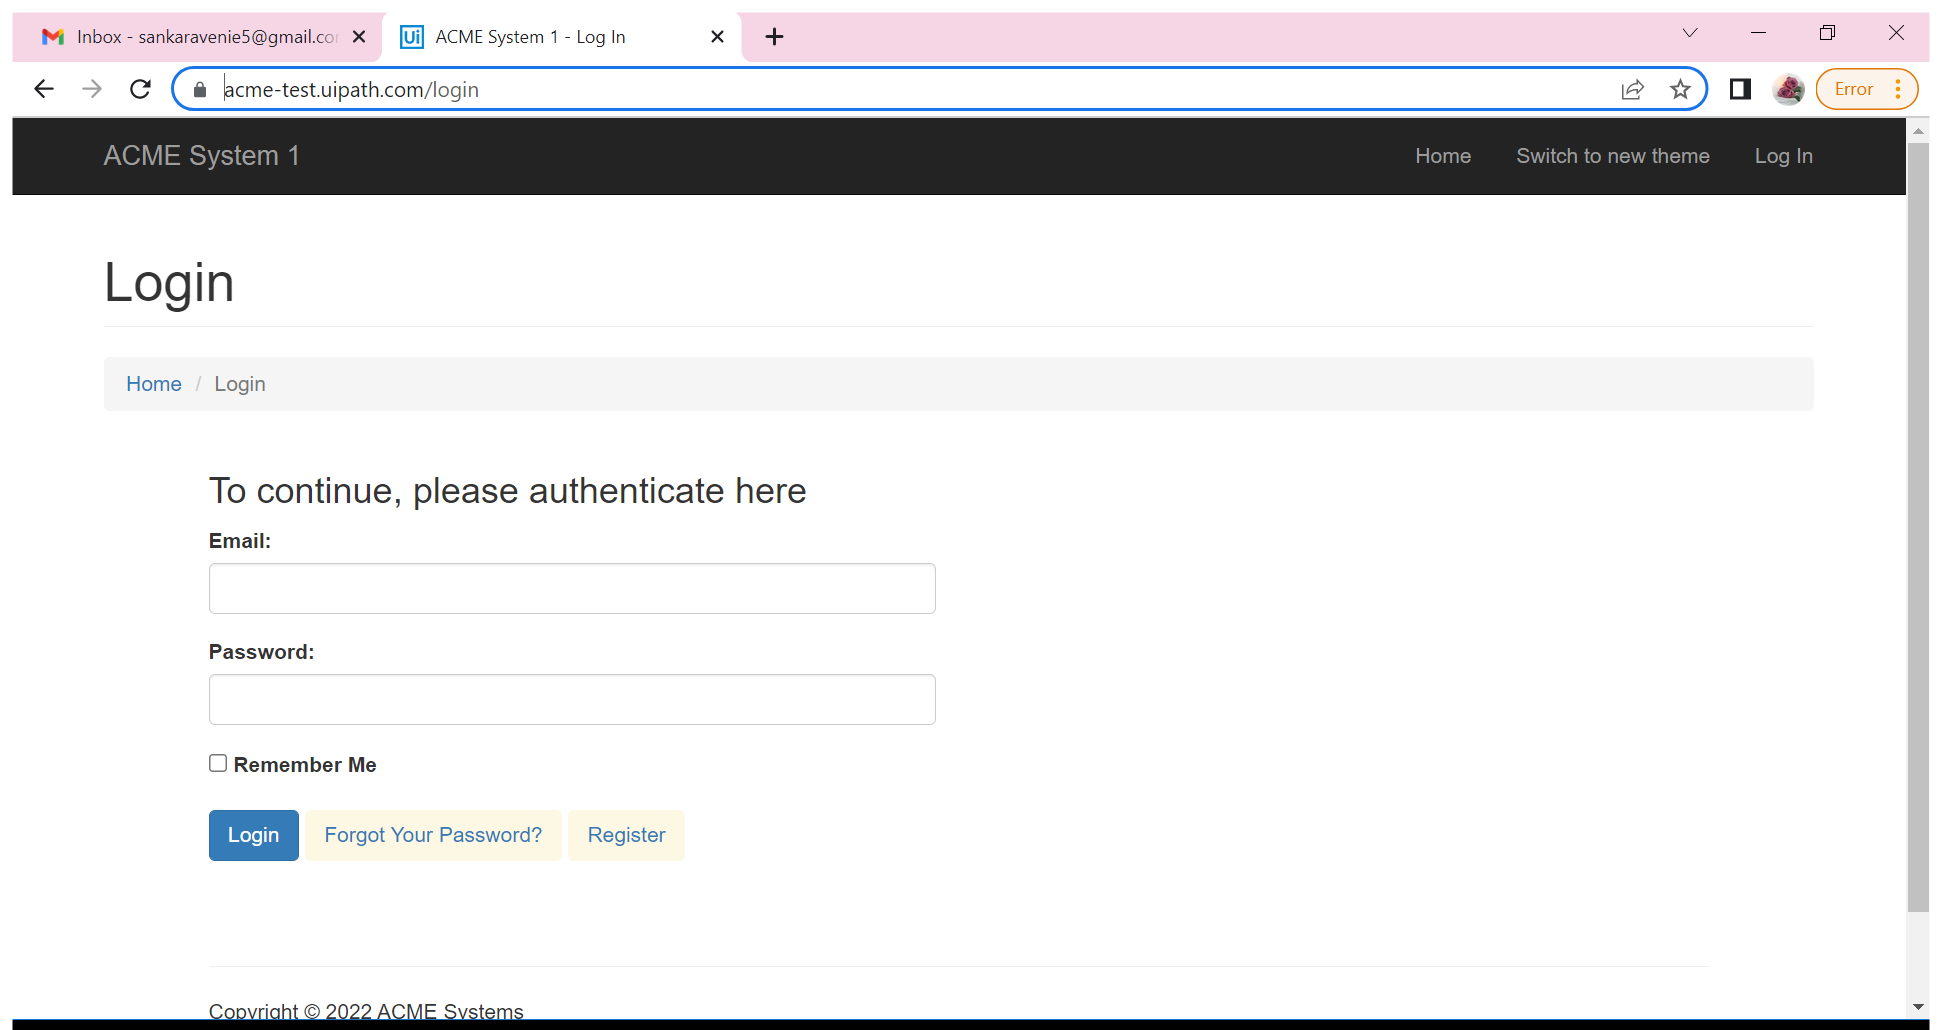 Inbox - sankaravenie5@gmail.co
Ui ACME System 1 - Log In
acme-test.uipath.com/login
Error
ACME System 1 Home Switch to new theme Log In
Login
Home / Login
To continue, please authenticate here
Email:
Password:
Remember Me
Login Forgot Your Password? Register
Copyright © 2022 ACME Systems